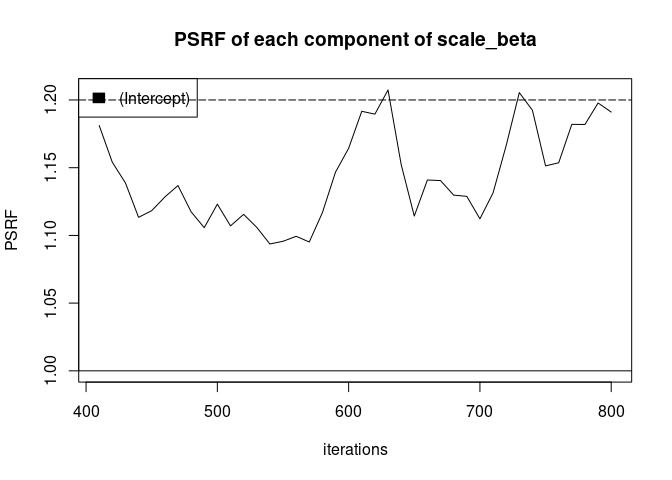 PSRF of each component of scale_beta
(Intercept)
PSRF
1.20
1.15
1.10
1.05
1.00
400 500 600 700 800
iterations